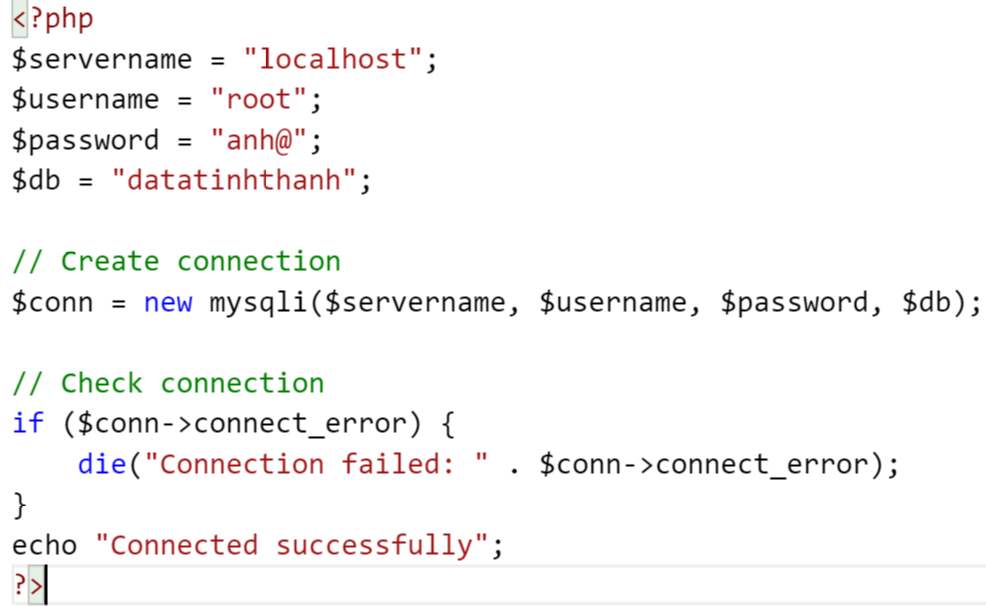 <?php
$servername = "localhost";
$username = "root";
$password = "anh@";
$db = "datatinhthanh";

// Create connection
$conn = new mysqli($servername, $username, $password, $db);

// Check connection
if ($conn->connect_error) {
    die("Connection failed: " . $conn->connect_error);
}
echo "Connected successfully";
?>